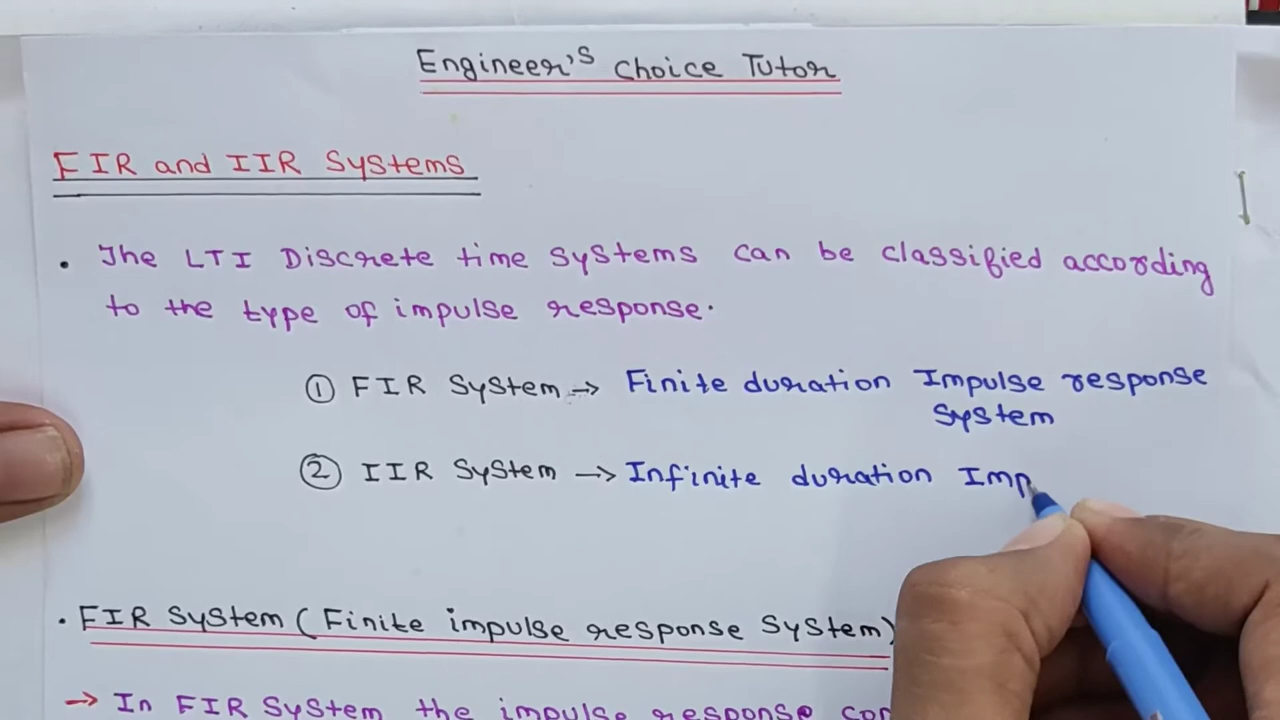 Engineer's Choice Tutor
FIR and IIR Systems
• The LTI Discrete time systems can be classified according
to the type of impulse response.
① FIR System → Finite duration Impulse response
System
② IIR System → Infinite duration Imp
• FIR System (Finite impulse response System)
→ In FIR System the impulse response con